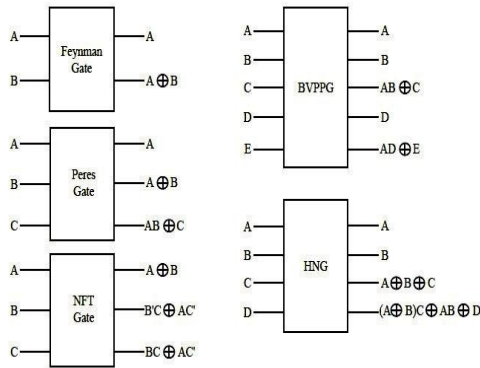 A Feynman Gate A
B A ⊕ B
A Peres Gate A
B A ⊕ B
C AB ⊕ C
A NFT Gate A ⊕ B
B B'C ⊕ AC'
C BC ⊕ AC'
A BVPPG A
B B
C AB ⊕ C
D D
E AD ⊕ E
A HNG A
B B
C A ⊕ B ⊕ C
D (A ⊕ B)C ⊕ AB ⊕ D